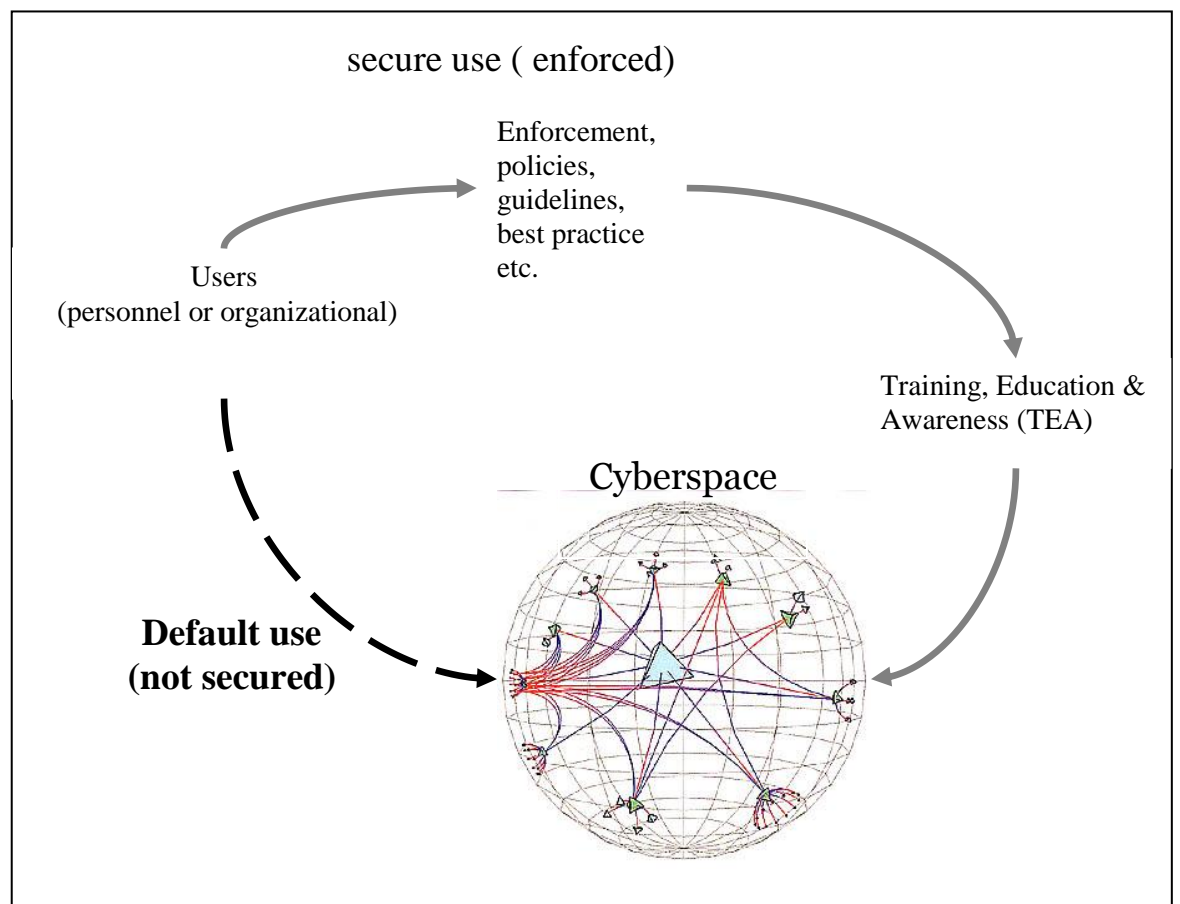 secure use ( enforced)
Enforcement,
policies,
guidelines,
best practice
etc.
Users
(personnel or organizational)
Training, Education &
Awareness (TEA)
Cyberspace
Default use
(not secured)